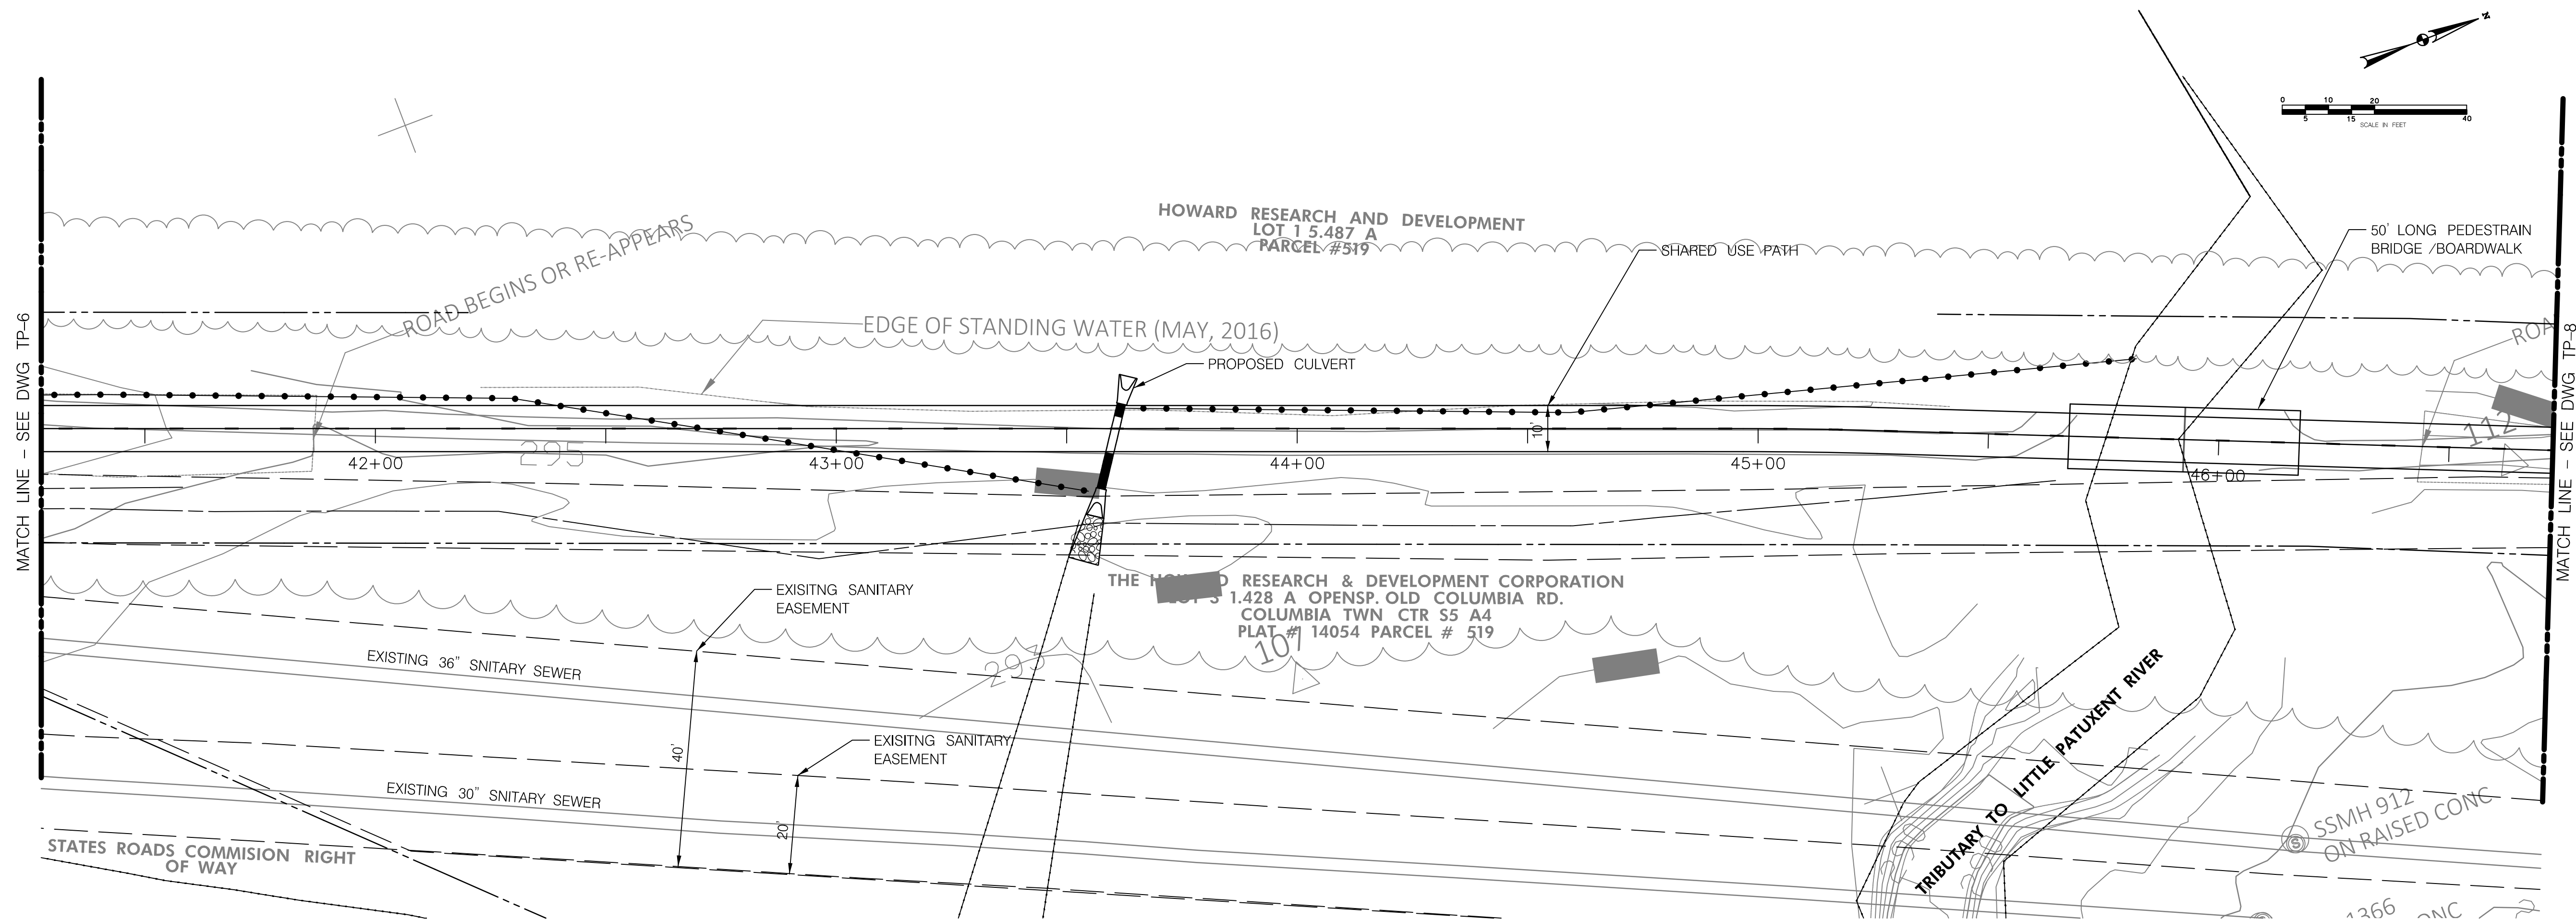 N
0 10 20
5 15 40
SCALE IN FEET
HOWARD RESEARCH AND DEVELOPMENT
LOT 1 5.487 A
PARCEL #519
SHARED USE PATH
50' LONG PEDESTRAIN
BRIDGE /BOARDWALK
ROAD BEGINS OR RE-APPEARS
EDGE OF STANDING WATER (MAY, 2016)
PROPOSED CULVERT
MATCH LINE - SEE DWG TP-6
MATCH LINE - SEE DWG TP-8
ROA
112
10'
295
42+00
43+00
44+00
45+00
46+00
THE RESEARCH & DEVELOPMENT CORPORATION
1.428 A OPENSP. OLD COLUMBIA RD.
COLUMBIA TWN CTR S5 A4
PLAT # 14054 PARCEL # 519
107
EXISITNG SANITARY
EASEMENT
EXISTING 36" SNITARY SEWER
40'
EXISITNG SANITARY
EASEMENT
20'
EXISTING 30" SNITARY SEWER
STATES ROADS COMMISION RIGHT
OF WAY
TRIBUTARY TO LITTLE PATUXENT RIVER
S
SSMH 912
ON RAISED CONC
1366
ONC